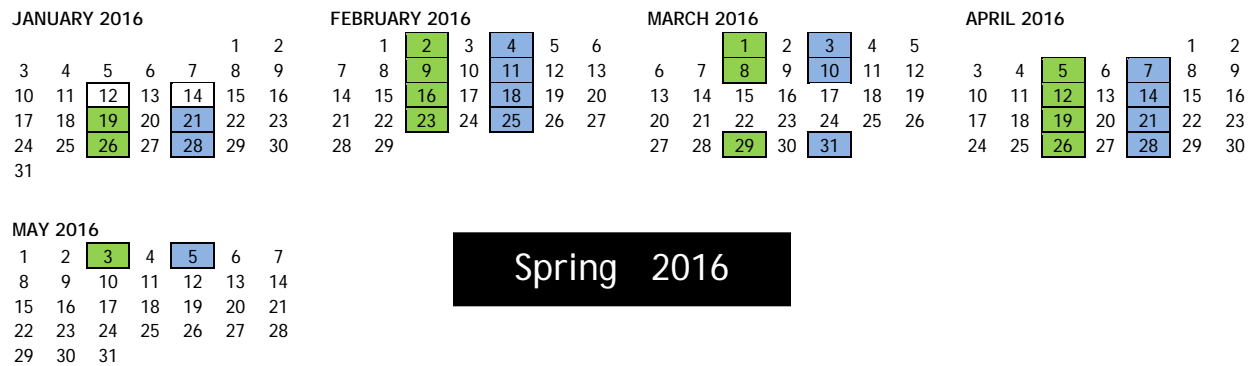 JANUARY 2016
1 2
3 4 5 6 7 8 9
10 11 12 13 14 15 16
17 18 19 20 21 22 23
24 25 26 27 28 29 30
31
FEBRUARY 2016
1 2 3 4 5 6
7 8 9 10 11 12 13
14 15 16 17 18 19 20
21 22 23 24 25 26 27
28 29
MARCH 2016
1 2 3 4 5
6 7 8 9 10 11 12
13 14 15 16 17 18 19
20 21 22 23 24 25 26
27 28 29 30 31
APRIL 2016
1 2
3 4 5 6 7 8 9
10 11 12 13 14 15 16
17 18 19 20 21 22 23
24 25 26 27 28 29 30
MAY 2016
1 2 3 4 5 6 7
8 9 10 11 12 13 14
15 16 17 18 19 20 21
22 23 24 25 26 27 28
29 30 31
Spring 2016